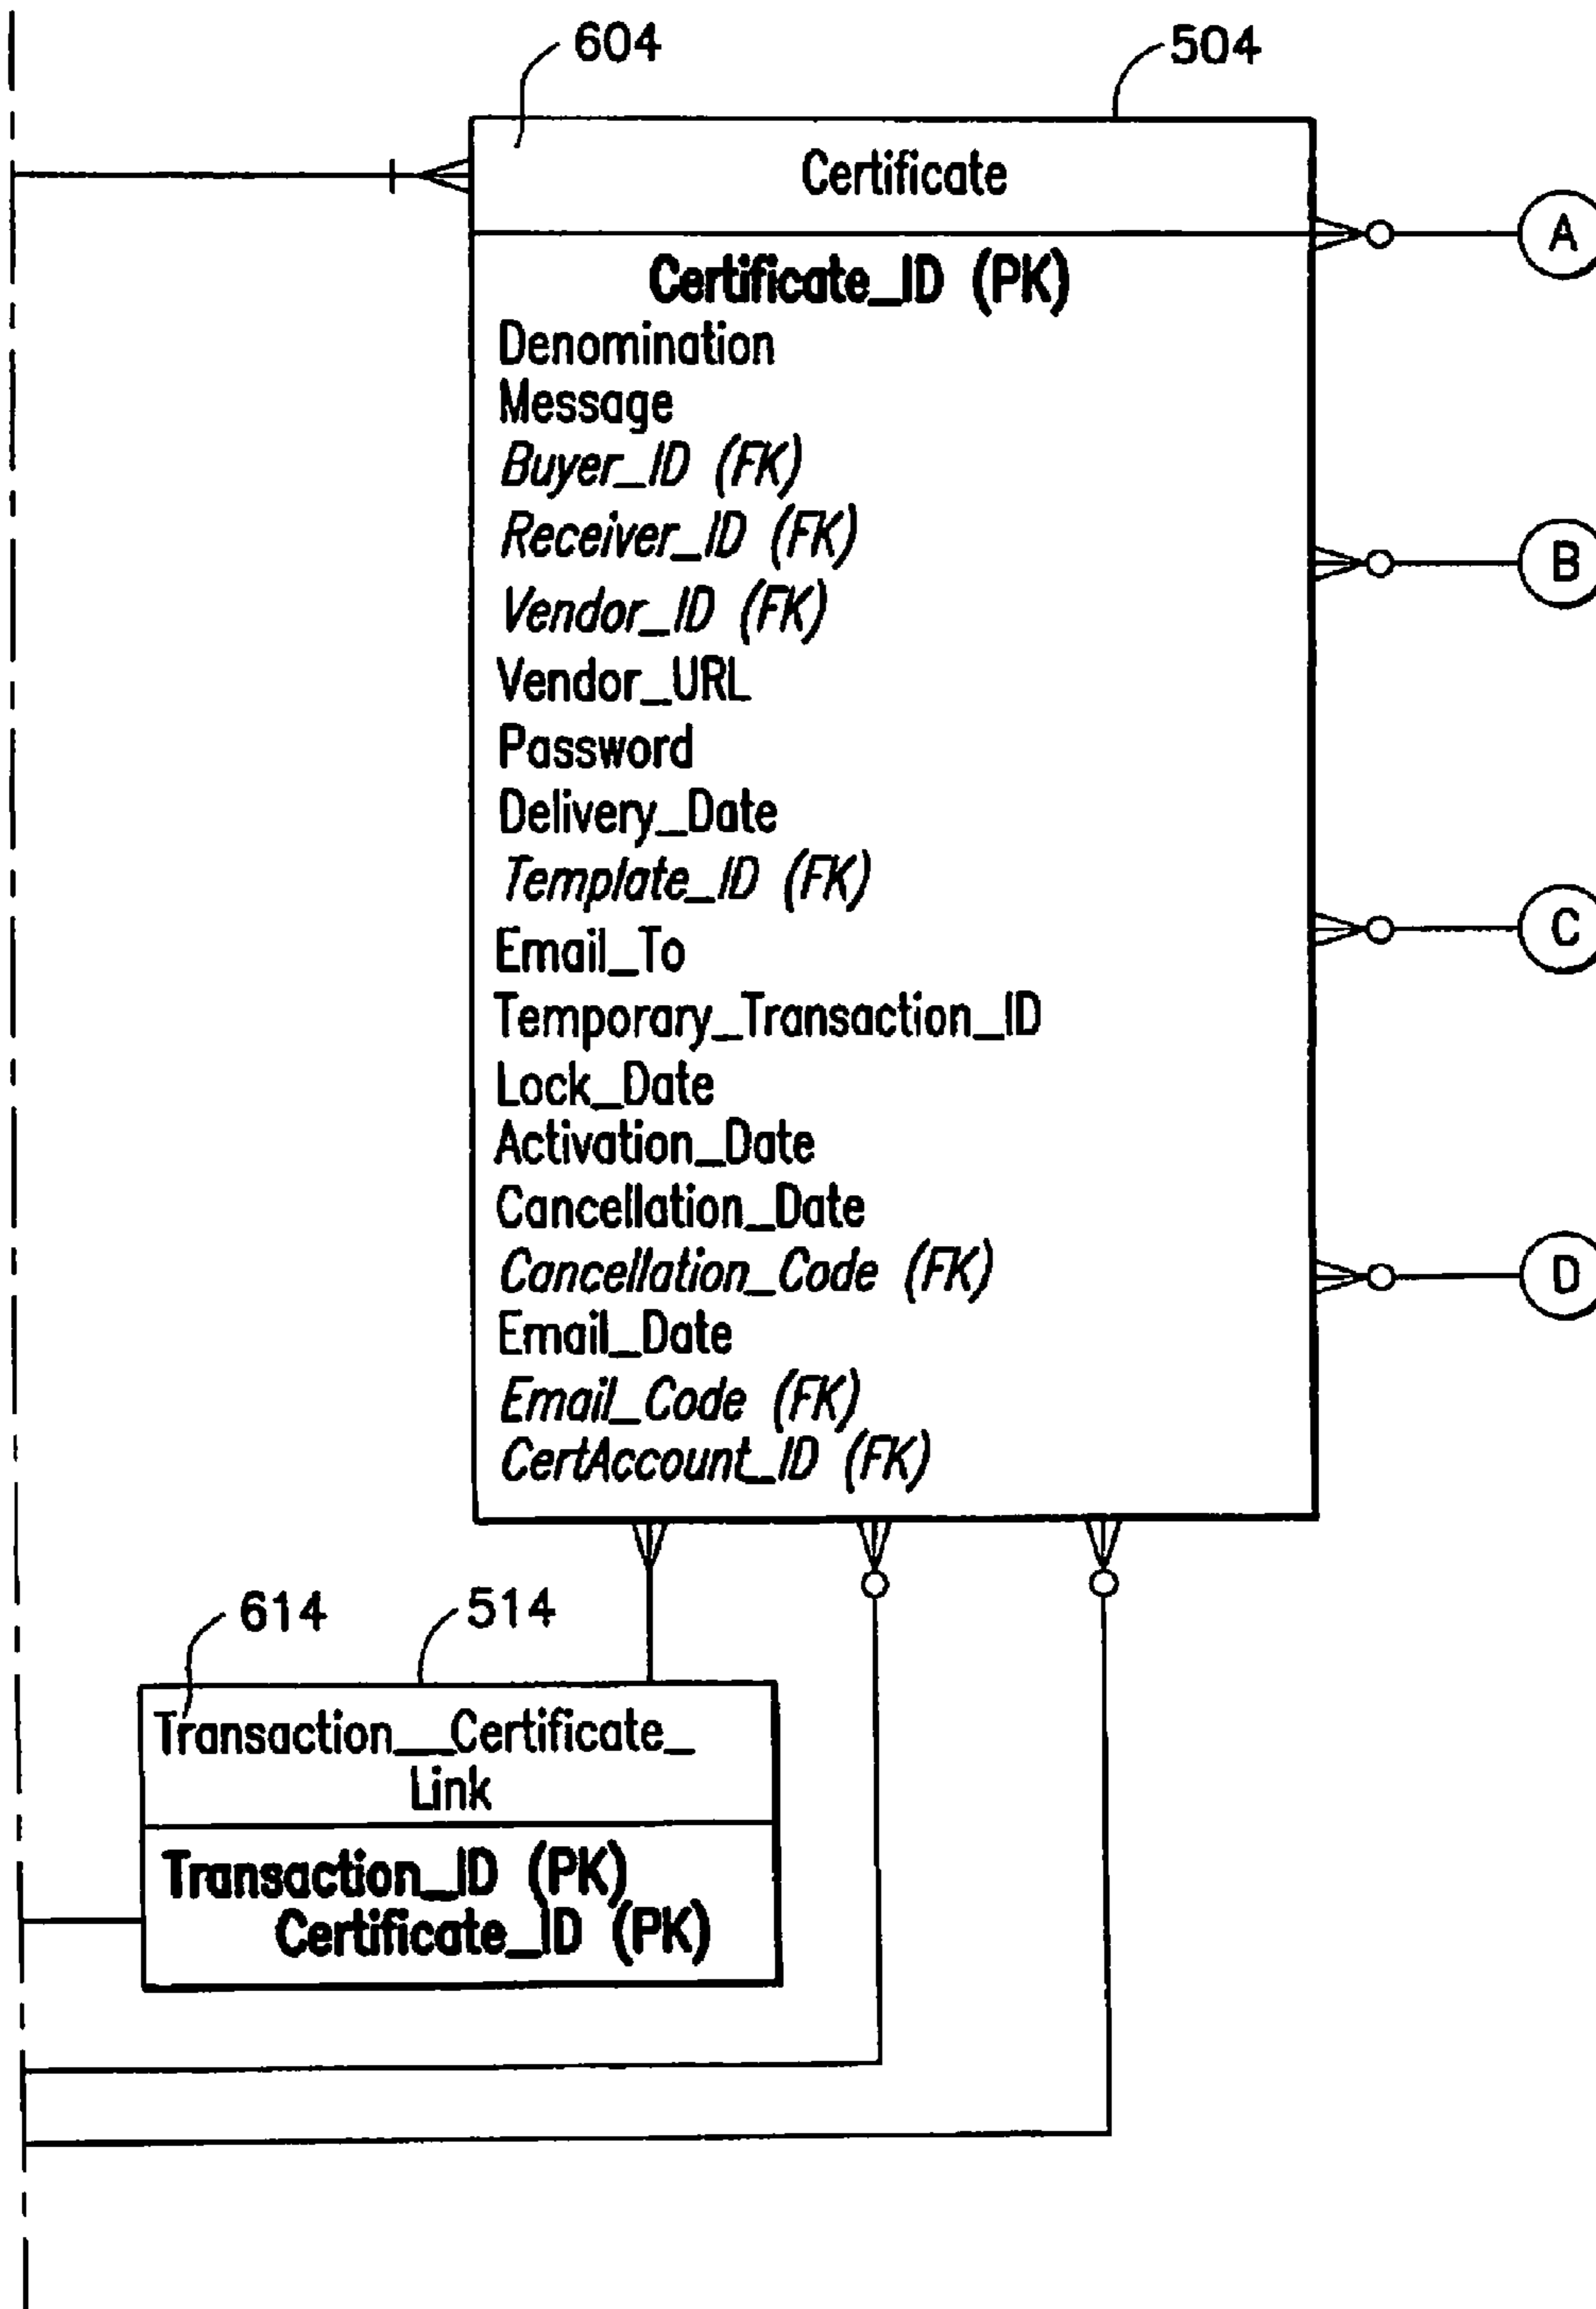 604
504
Certificate
A
Certificate_ID (PK)
Denomination
Message
Buyer_ID (FK)
Receiver_ID (FK)
B
Vendor_ID (FK)
Vendor_URL
Password
Delivery_Date
Template_ID (FK)
Email_To
C
Temporary_Transaction_ID
Lock_Date
Activation_Date
Cancellation_Date
Cancellation_Code (FK)
D
Email_Date
Email_Code (FK)
CertAccount_ID (FK)
614
514
Transaction__Certificate_
Link
Transaction_ID (PK)
Certificate_ID (PK)